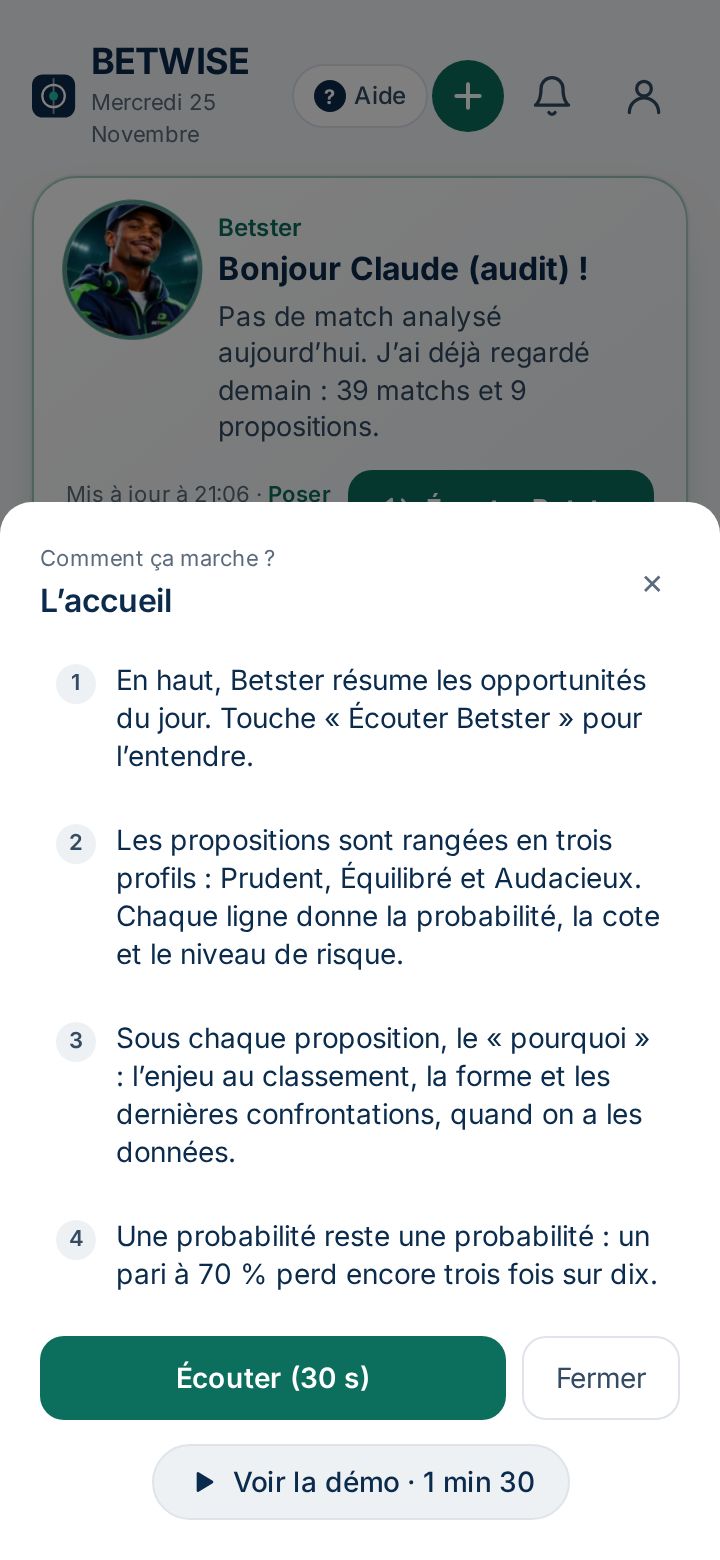 BETWISE
Mercredi 25
Novembre
? Aide
Betster
Bonjour Claude (audit) !
Pas de match analysé
aujourd’hui. J’ai déjà regardé
demain : 39 matchs et 9
propositions.
Mis à jour à 21:06 · Poser
Comment ça marche ?
L’accueil
×
1 En haut, Betster résume les opportunités
du jour. Touche « Écouter Betster » pour
l’entendre.
2 Les propositions sont rangées en trois
profils : Prudent, Équilibré et Audacieux.
Chaque ligne donne la probabilité, la cote
et le niveau de risque.
3 Sous chaque proposition, le « pourquoi »
: l’enjeu au classement, la forme et les
dernières confrontations, quand on a les
données.
4 Une probabilité reste une probabilité : un
pari à 70 % perd encore trois fois sur dix.
Écouter (30 s)
Fermer
Voir la démo · 1 min 30